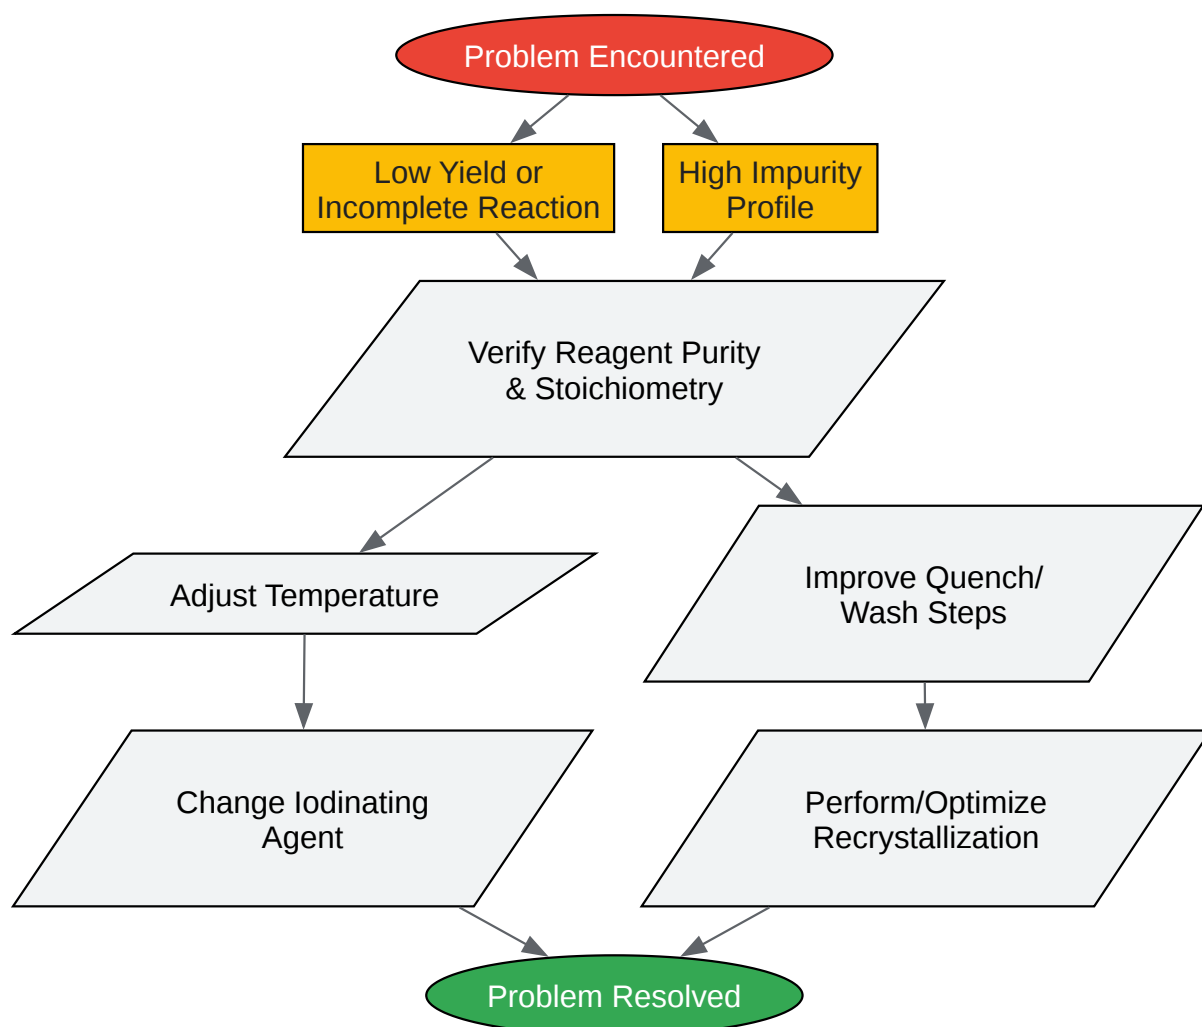 Problem Encountered
Low Yield or
Incomplete Reaction
High Impurity
Profile
Verify Reagent Purity
& Stoichiometry
Adjust Temperature
Improve Quench/
Wash Steps
Change Iodinating
Agent
Perform/Optimize
Recrystallization
Problem Resolved